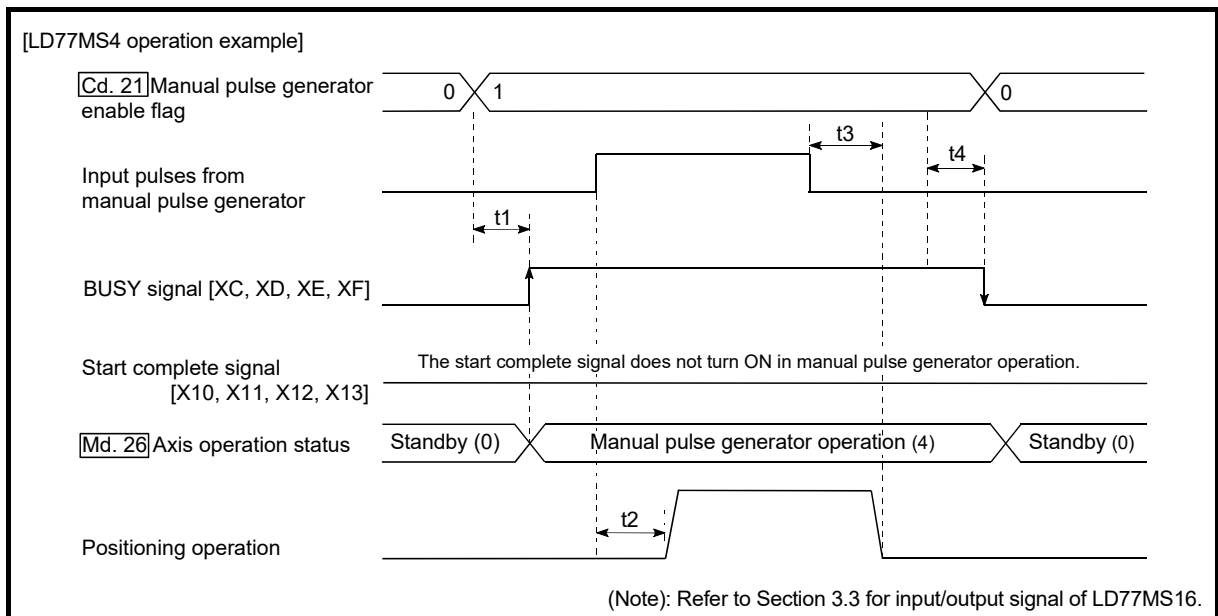 [LD77MS4 operation example]
Cd. 21 Manual pulse generator
enable flag
0 1 0
t3
t4
Input pulses from
manual pulse generator
t1
BUSY signal [XC, XD, XE, XF]
Start complete signal
[X10, X11, X12, X13]
The start complete signal does not turn ON in manual pulse generator operation.
Md. 26 Axis operation status
Standby (0) Manual pulse generator operation (4) Standby (0)
t2
Positioning operation
(Note): Refer to Section 3.3 for input/output signal of LD77MS16.